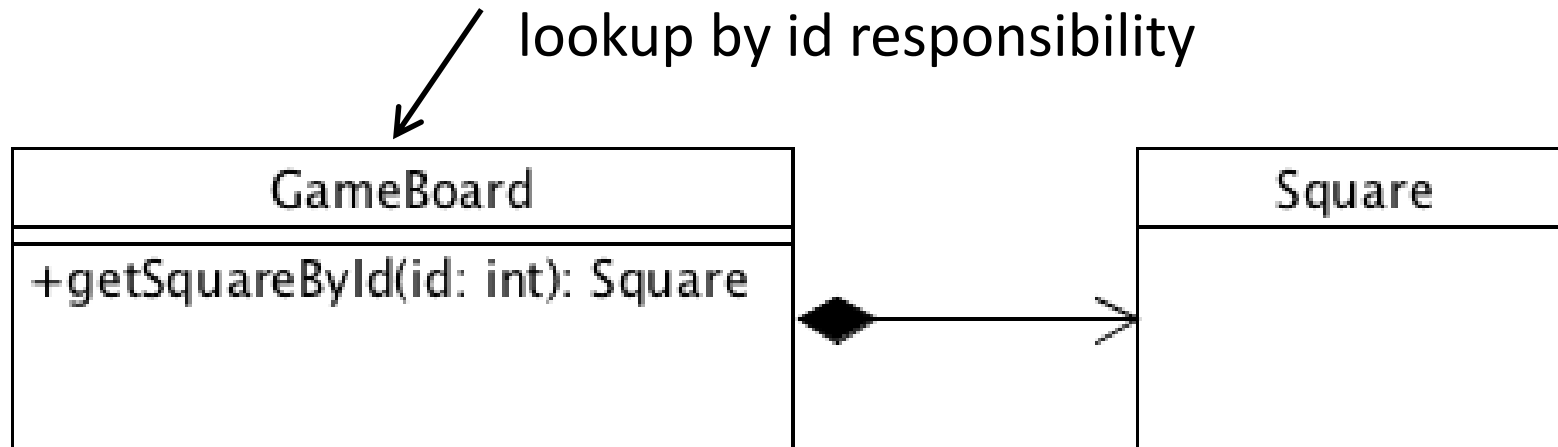 lookup by id responsibility
GameBoard
Square
+getSquareById(id: int): Square